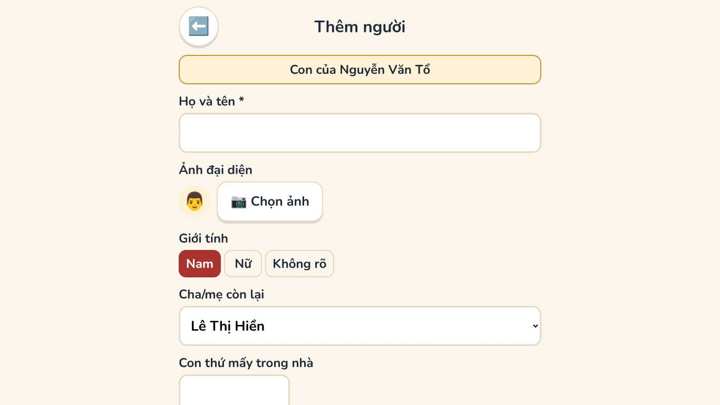 Thêm người
Con của Nguyễn Văn Tổ
Họ và tên *
Ảnh đại diện
Chọn ảnh
Giới tính
Nam Nữ Không rõ
Cha/mẹ còn lại
Lê Thị Hiền
Con thứ mấy trong nhà